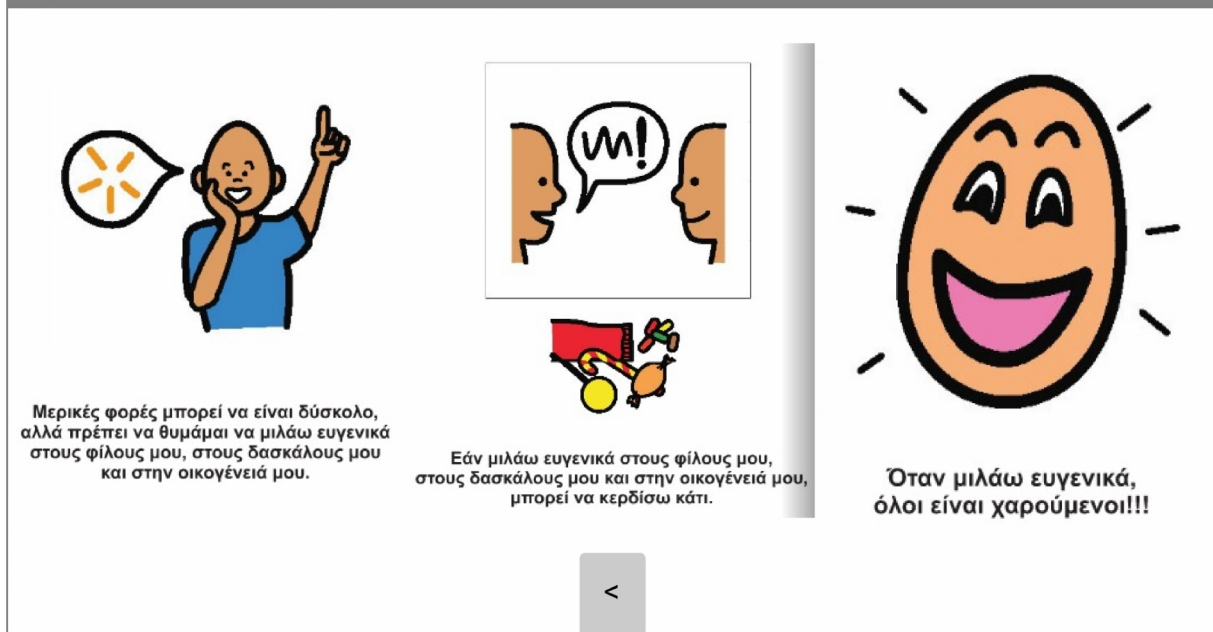 Μερικές φορές μπορεί να είναι δύσκολο,
αλλά πρέπει να θυμάμαι να μιλάω ευγενικά
στους φίλους μου, στους δασκάλους μου
και στην οικογένειά μου.
Εάν μιλάω ευγενικά στους φίλους μου,
στους δασκάλους μου και στην οικογένειά μου,
μπορεί να κερδίσω κάτι.
Όταν μιλάω ευγενικά,
όλοι είναι χαρούμενοι!!!
<